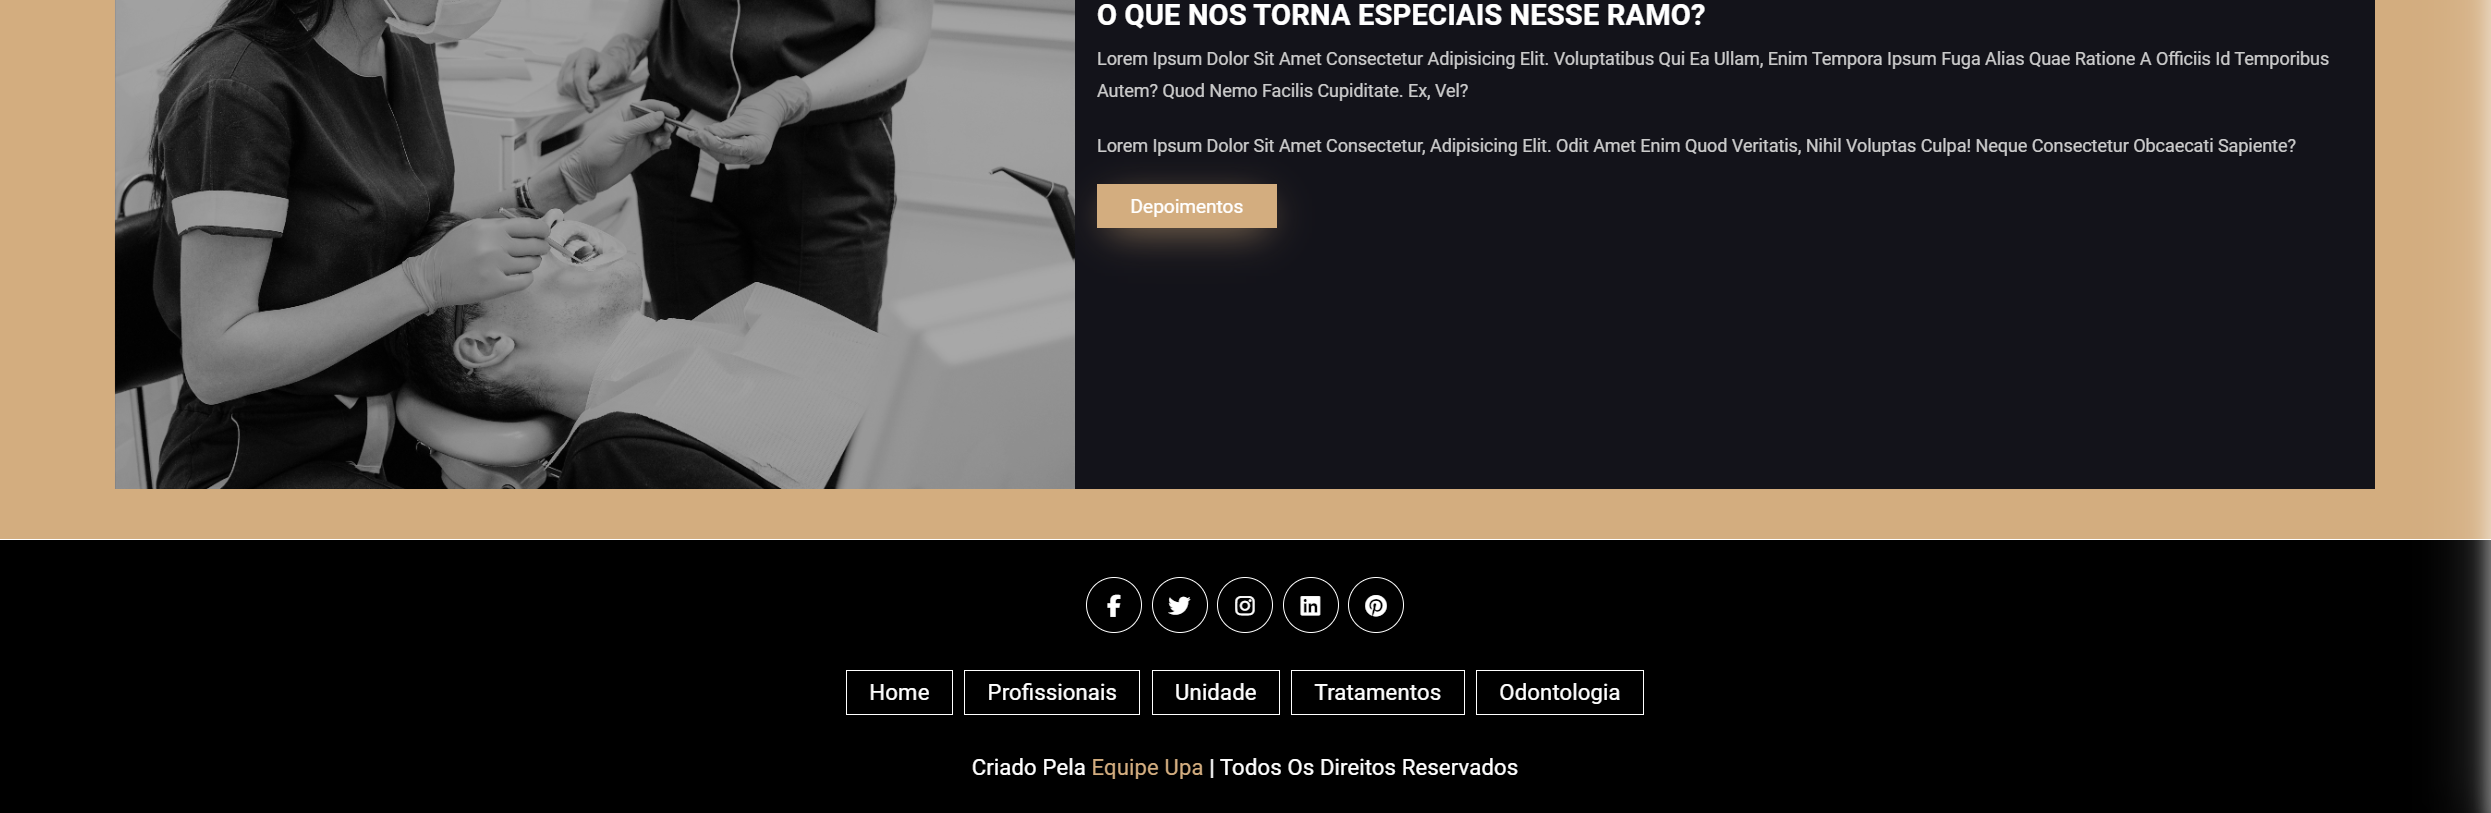 O QUE NOS TORNA ESPECIAIS NESSE RAMO?
Lorem Ipsum Dolor Sit Amet Consectetur Adipisicing Elit. Voluptatibus Qui Ea Ullam, Enim Tempora Ipsum Fuga Alias Quae Ratione A Officiis Id Temporibus
Autem? Quod Nemo Facilis Cupiditate. Ex, Vel?
Lorem Ipsum Dolor Sit Amet Consectetur, Adipisicing Elit. Odit Amet Enim Quod Veritatis, Nihil Voluptas Culpa! Neque Consectetur Obcaecati Sapiente?
Depoimentos
Home Profissionais Unidade Tratamentos Odontologia
Criado Pela Equipe Upa | Todos Os Direitos Reservados